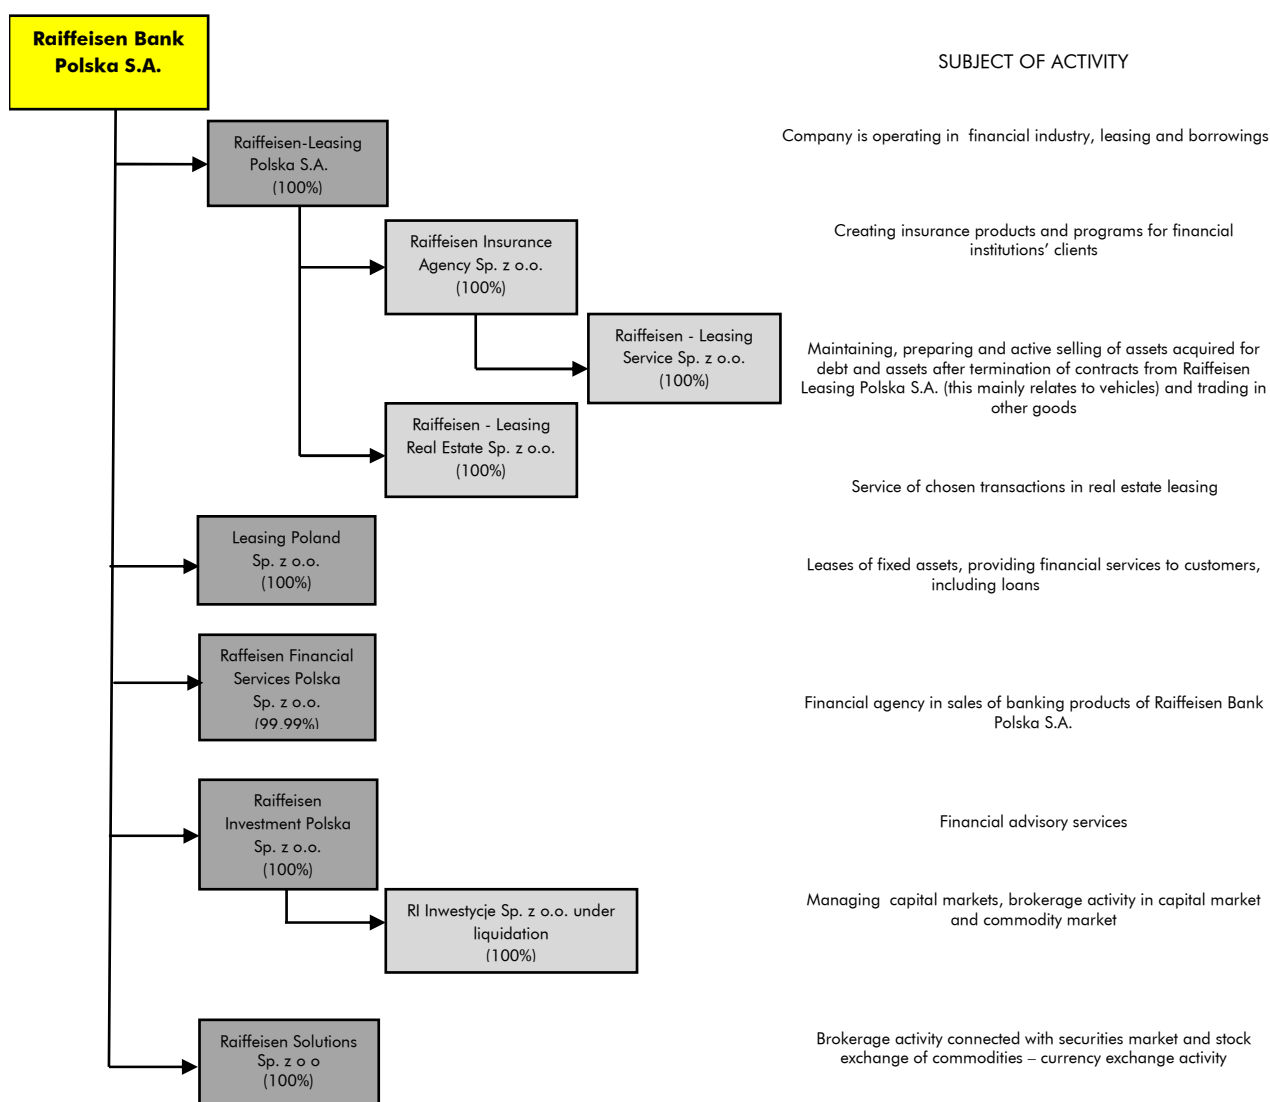 Raiffeisen Bank
Polska S.A.
SUBJECT OF ACTIVITY
Raiffeisen-Leasing
Polska S.A.
(100%)
Company is operating in  financial industry, leasing and borrowings
Raiffeisen Insurance
Agency Sp. z o.o.
(100%)
Creating insurance products and programs for financial
institutions’ clients
Raiffeisen - Leasing
Service Sp. z o.o.
(100%)
Maintaining, preparing and active selling of assets acquired for
debt and assets after termination of contracts from Raiffeisen
Leasing Polska S.A. (this mainly relates to vehicles) and trading in
other goods
Raiffeisen - Leasing
Real Estate Sp. z o.o.
(100%)
Service of chosen transactions in real estate leasing
Leasing Poland
Sp. z o.o.
(100%)
Leases of fixed assets, providing financial services to customers,
including loans
Raffeisen Financial
Services Polska
Sp. z o.o.
(99.99%)
Financial agency in sales of banking products of Raiffeisen Bank
Polska S.A.
Raiffeisen
Investment Polska
Sp. z o.o.
(100%)
Financial advisory services
RI Inwestycje Sp. z o.o. under
liquidation
(100%)
Managing  capital markets, brokerage activity in capital market
and commodity market
Raiffeisen Solutions
Sp. z o o
(100%)
Brokerage activity connected with securities market and stock
exchange of commodities – currency exchange activity